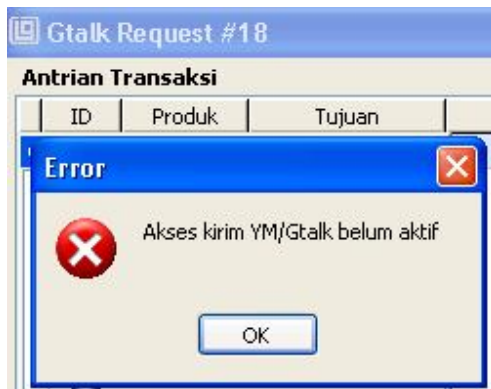 Gtalk Request #18
Antrian Transaksi
ID Produk Tujuan
Error
Akses kirim YM/Gtalk belum aktif
OK